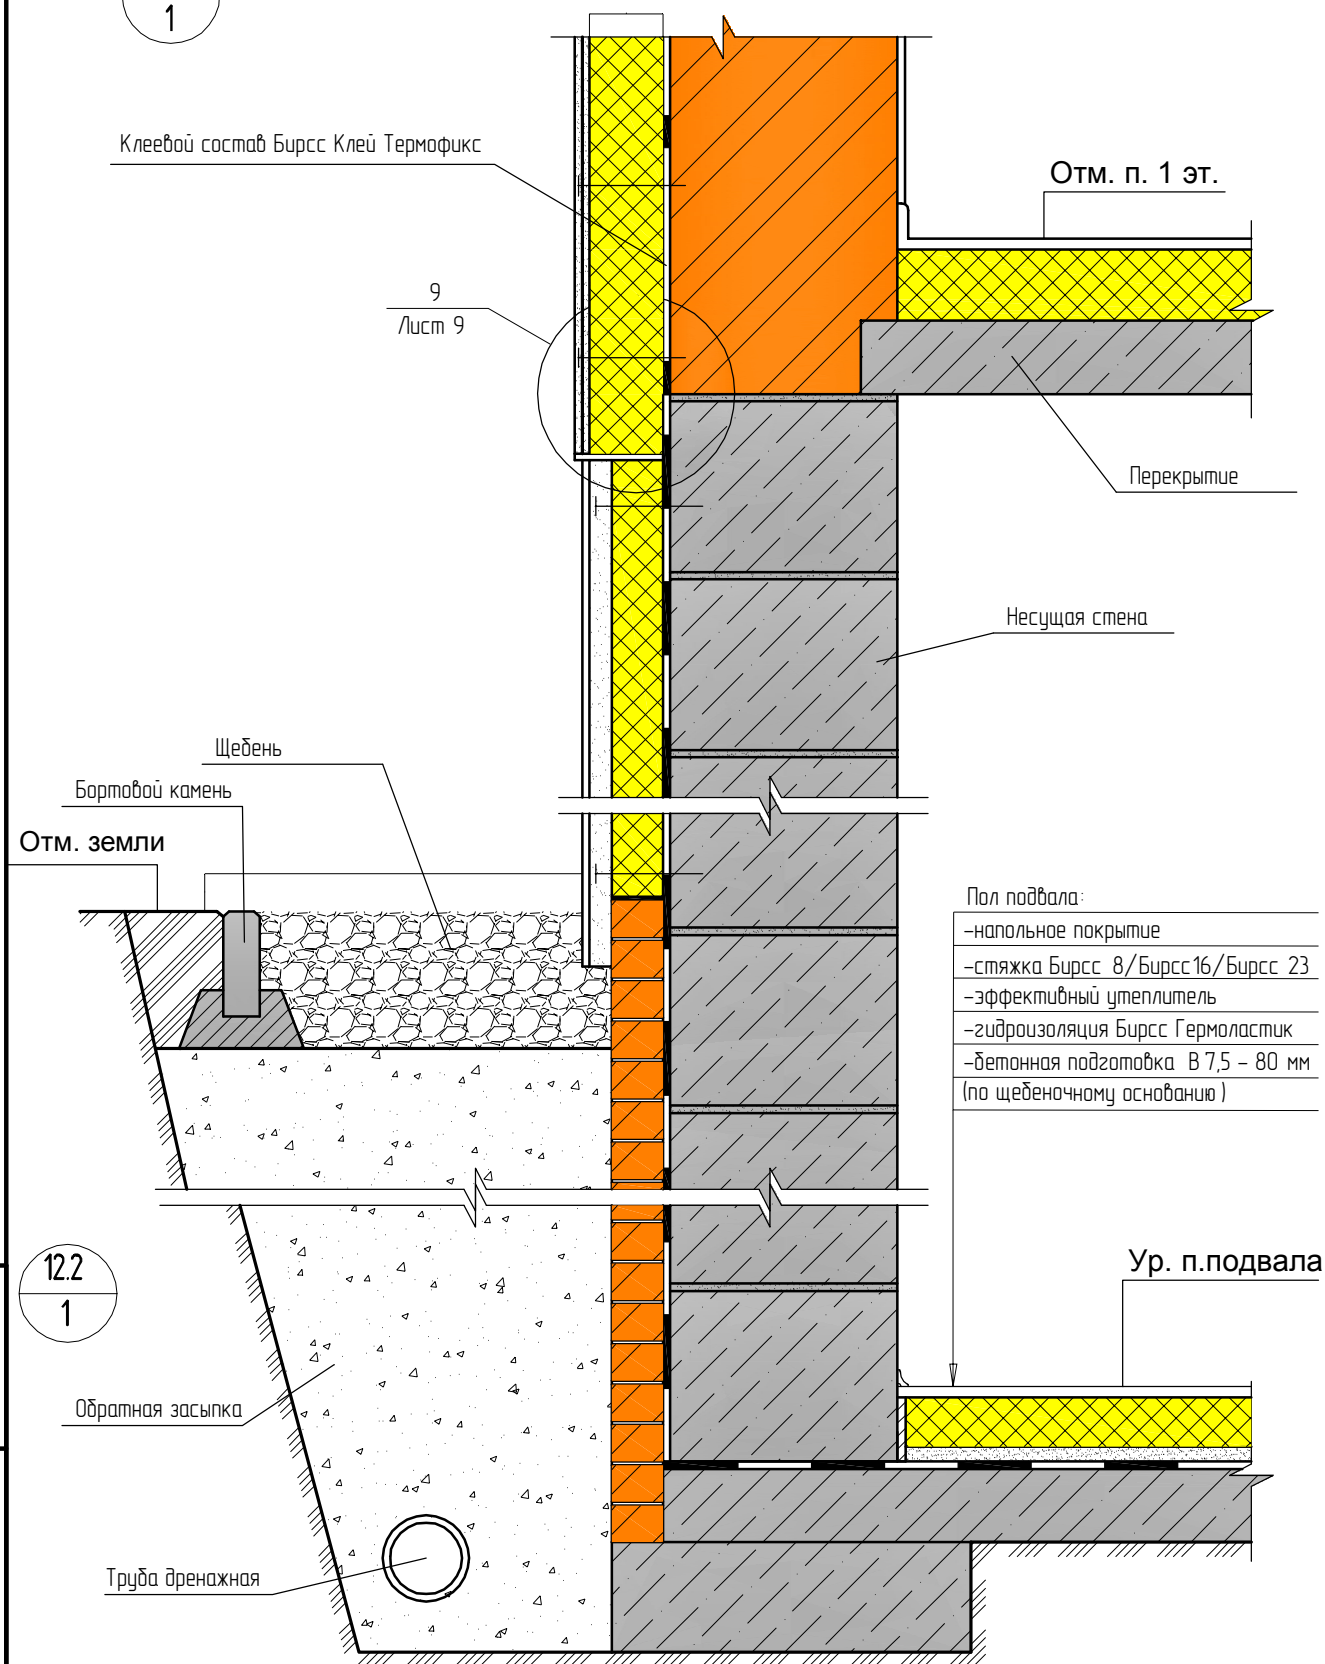 1
Клеевой состав Бирсс Клей Термофикс
Отм. п. 1 эт.
9
Лист 9
Перекрытие
Несущая стена
Щебень
Бортовой камень
Отм. земли
Пол подвала:
-напольное покрытие
-стяжка Бирсс 8/Бирсс16/Бирсс 23
-эффективный утеплитель
-гидроизоляция Бирсс Гермоластик
-бетонная подготовка В 7,5 - 80 мм
(по щебеночному основанию)
12.2
1
Ур. п.подвала
Обратная засыпка
Труба дренажная